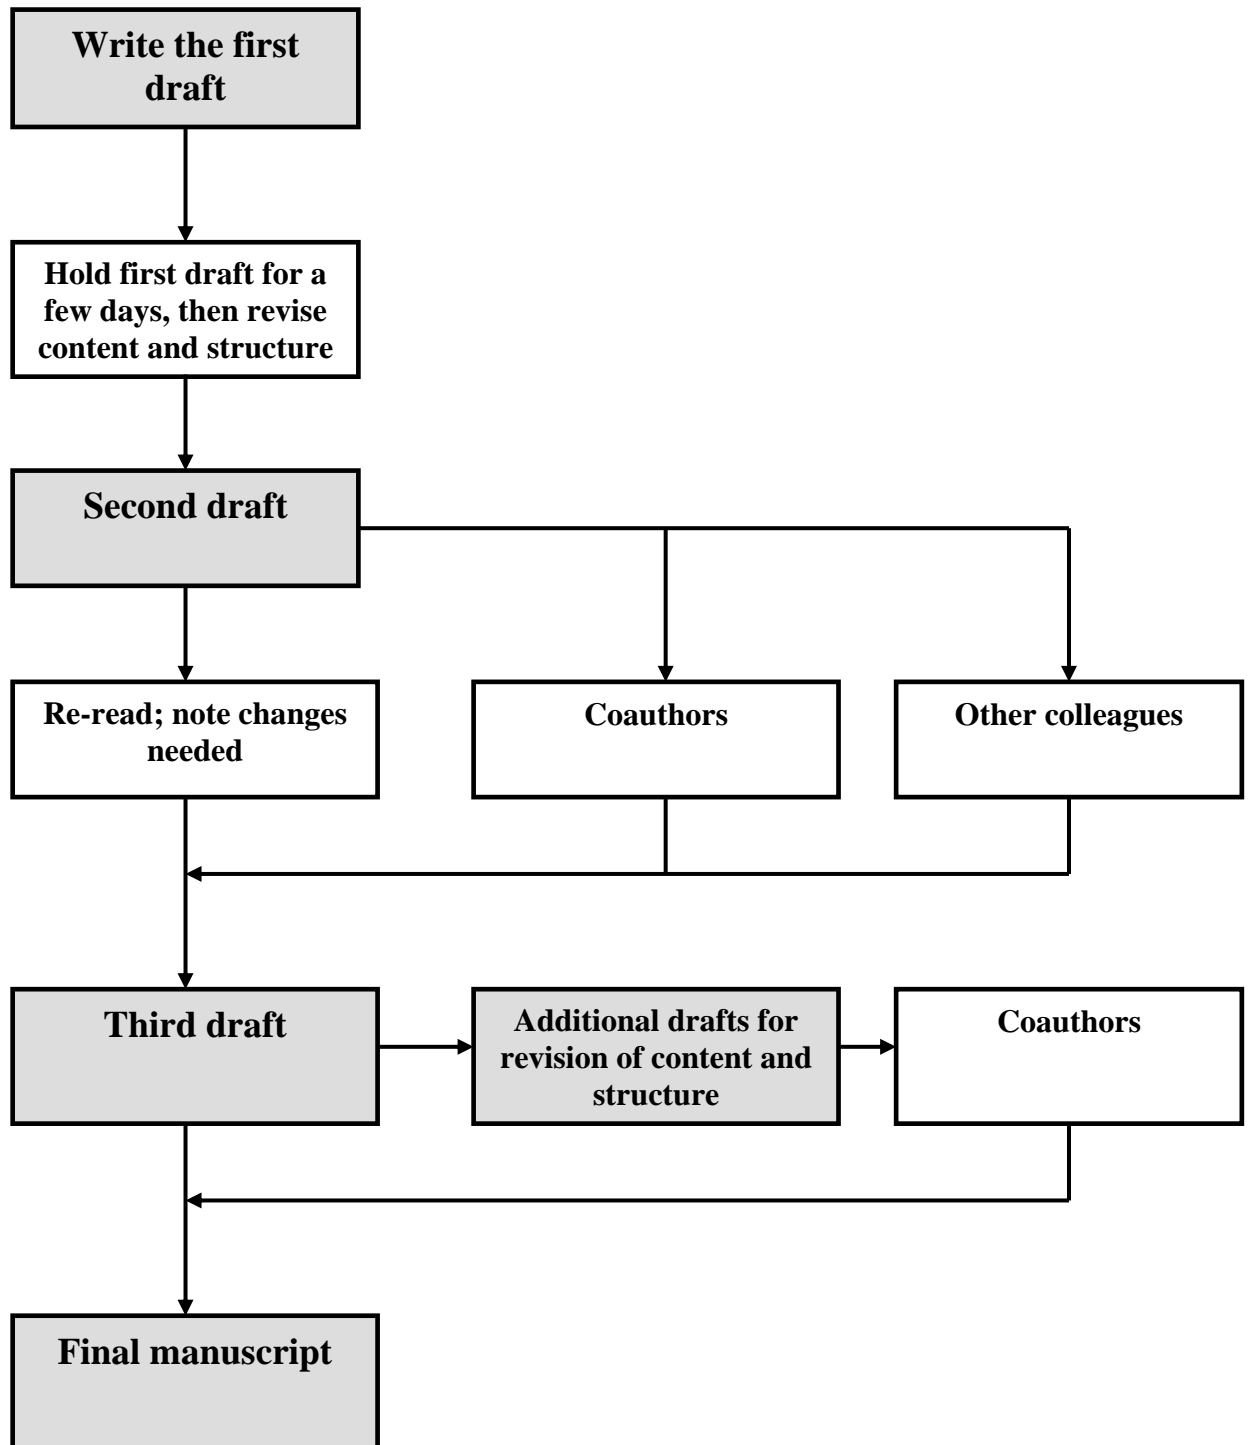 Write the first
draft
Hold first draft for a
few days, then revise
content and structure
Second draft
Re-read; note changes
needed
Coauthors
Other colleagues
Third draft
Additional drafts for
revision of content and
structure
Coauthors
Final manuscript